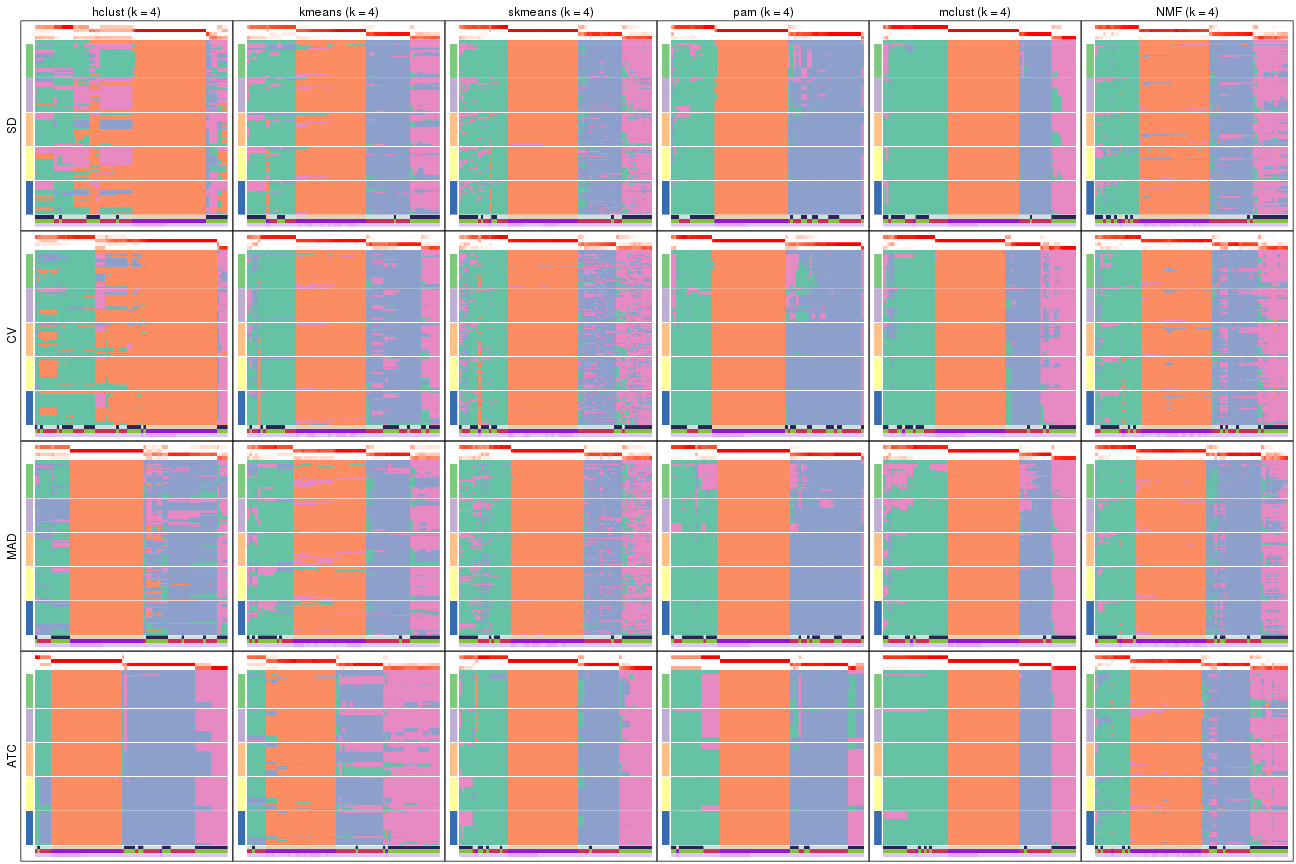 hclust (k = 4) kmeans (k = 4) skmeans (k = 4) pam (k = 4) mclust (k = 4) NMF (k = 4)
SD
CV
MAD
ATC